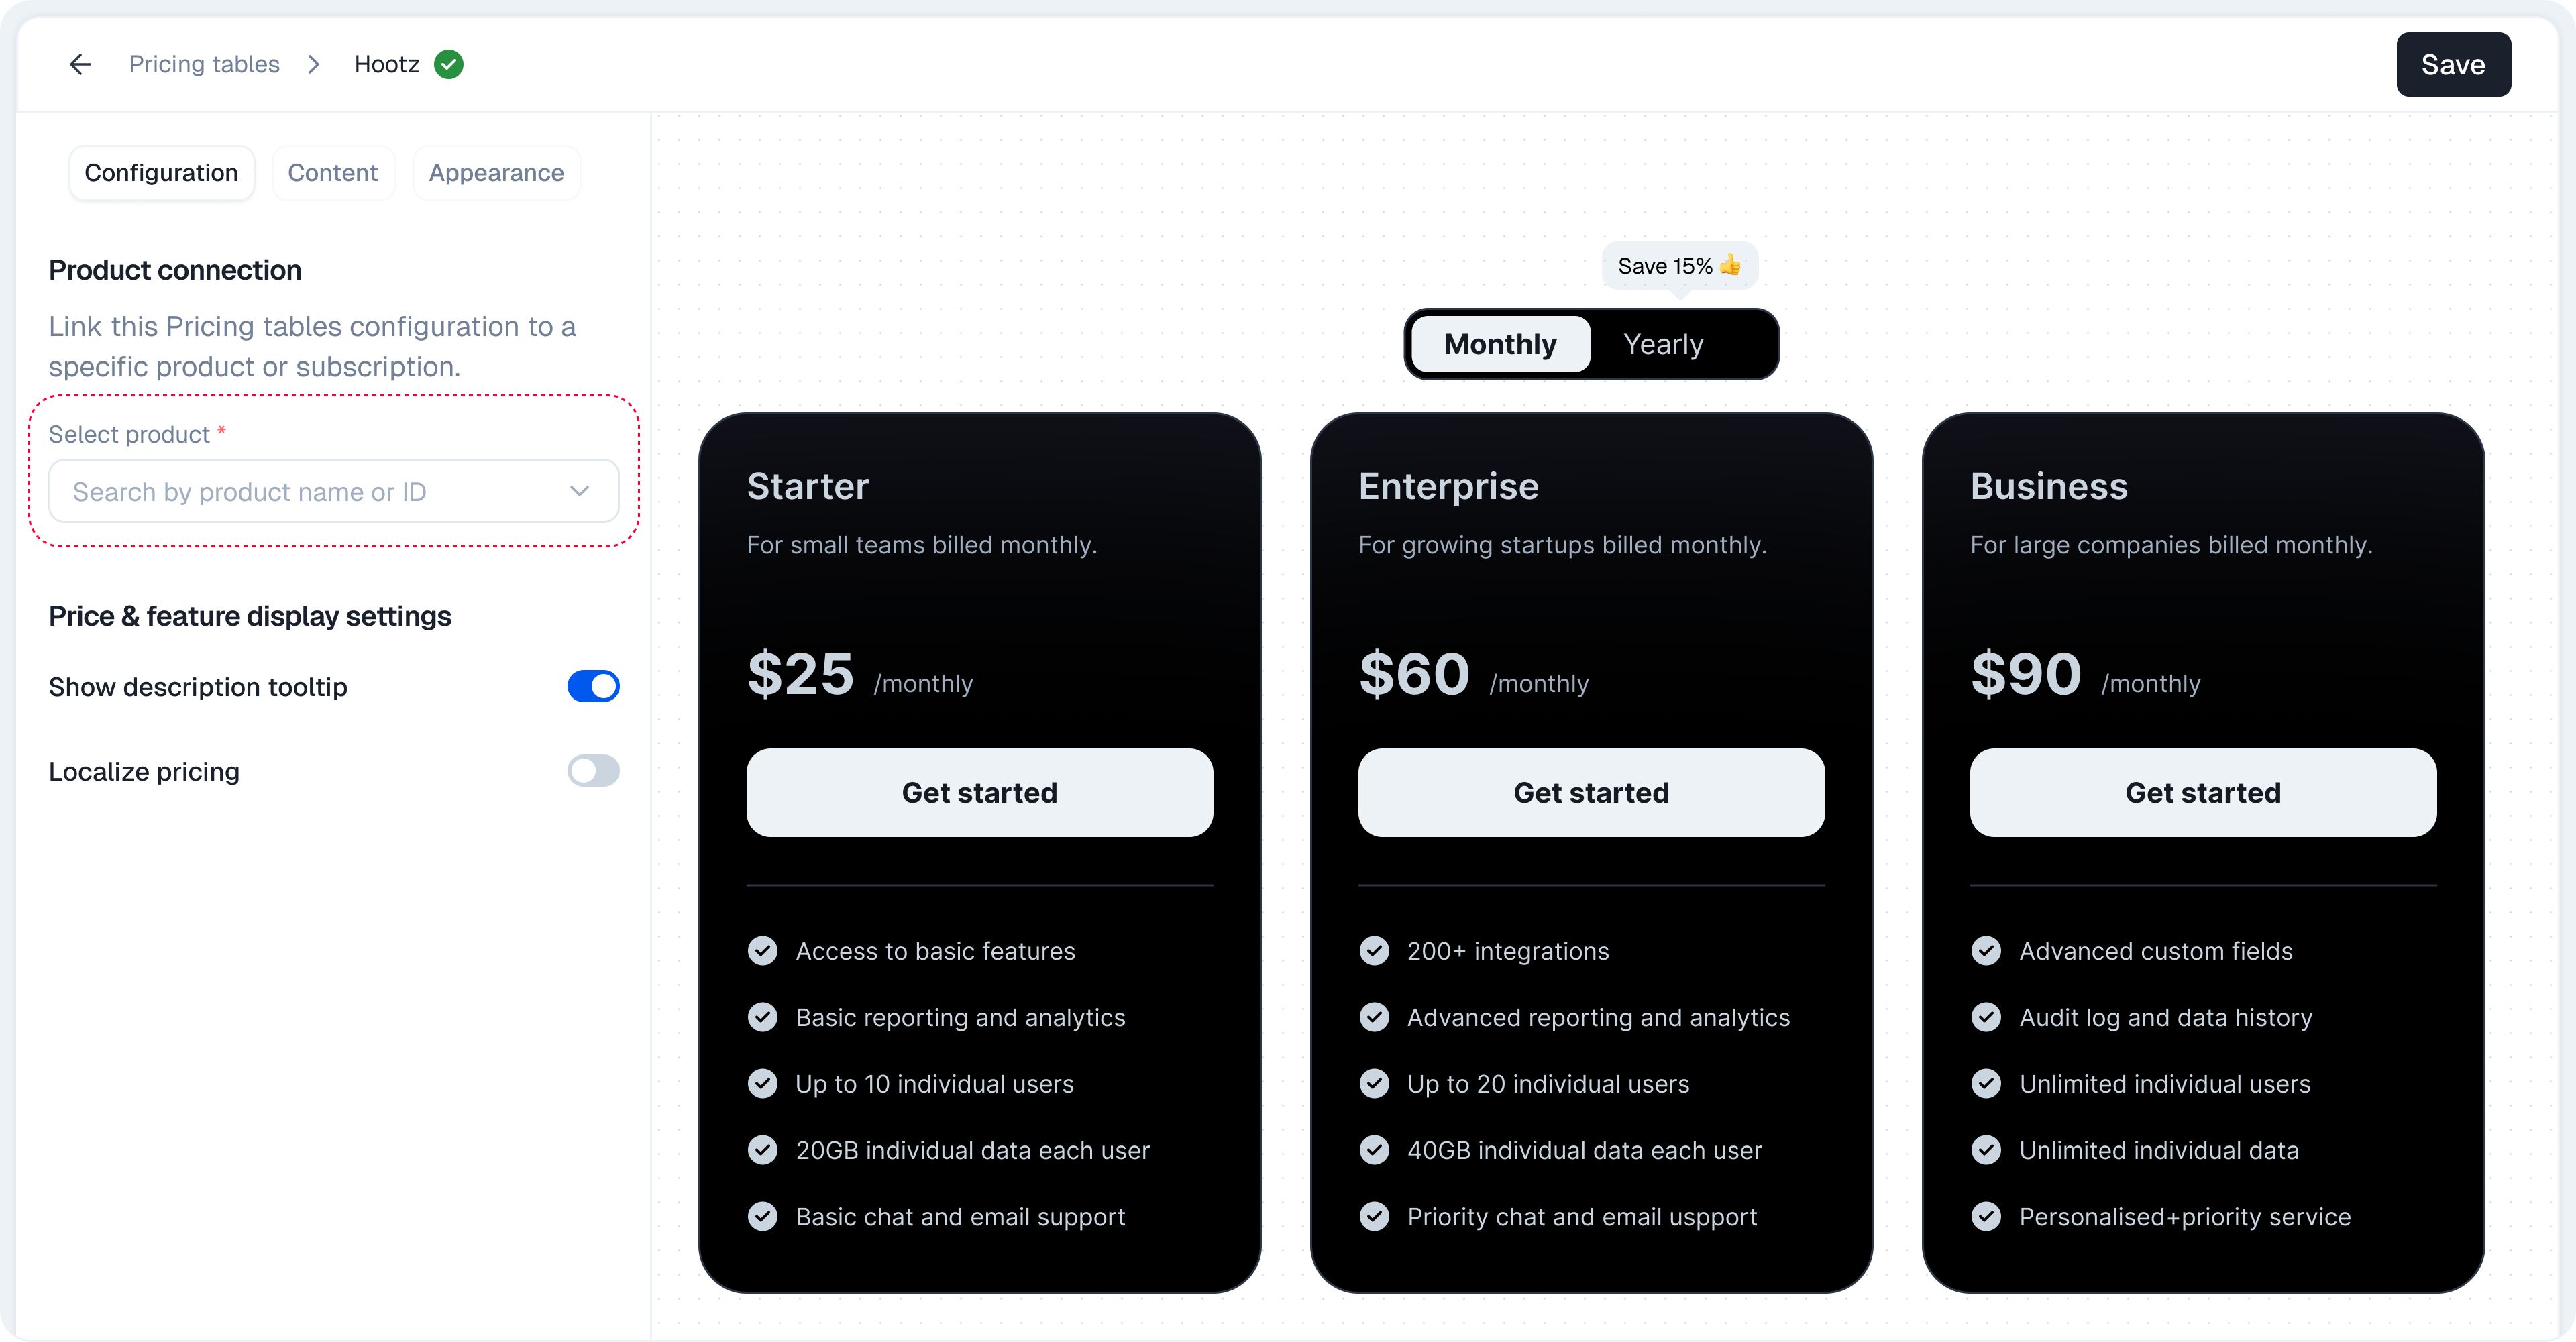 Pricing tables
Hootz
Save
Configuration
Content
Appearance
Product connection
Link this Pricing tables configuration to a
specific product or subscription.
Select product *
Search by product name or ID
Price & feature display settings
Show description tooltip
Localize pricing
Save 15% 👍
Monthly
Yearly
Starter
For small teams billed monthly.
$25 /monthly
Get started
Access to basic features
Basic reporting and analytics
Up to 10 individual users
20GB individual data each user
Basic chat and email support
Enterprise
For growing startups billed monthly.
$60 /monthly
Get started
200+ integrations
Advanced reporting and analytics
Up to 20 individual users
40GB individual data each user
Priority chat and email uspport
Business
For large companies billed monthly.
$90 /monthly
Get started
Advanced custom fields
Audit log and data history
Unlimited individual users
Unlimited individual data
Personalised+priority service